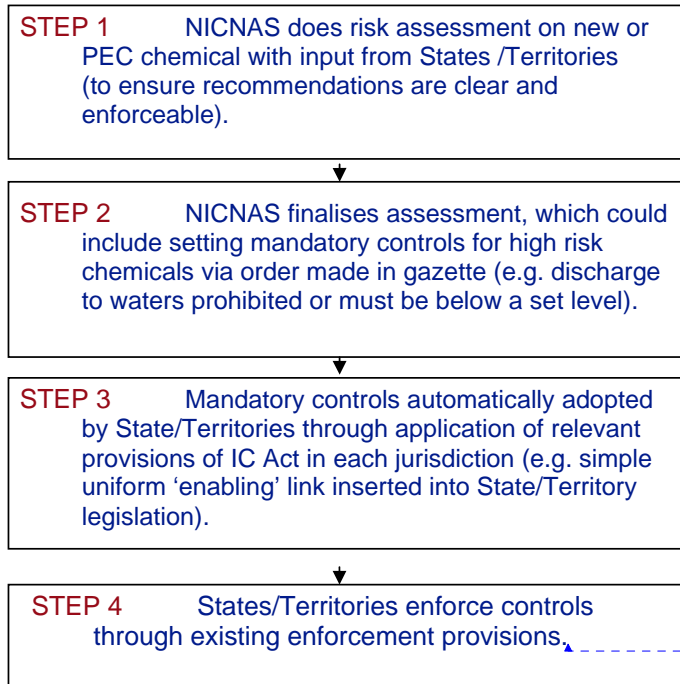 STEP 1 NICNAS does risk assessment on new or
PEC chemical with input from States /Territories
(to ensure recommendations are clear and
enforceable).
STEP 2 NICNAS finalises assessment, which could
include setting mandatory controls for high risk
chemicals via order made in gazette (e.g. discharge
to waters prohibited or must be below a set level).
STEP 3 Mandatory controls automatically adopted
by State/Territories through application of relevant
provisions of IC Act in each jurisdiction (e.g. simple
uniform ‘enabling’ link inserted into State/Territory
legislation).
STEP 4 States/Territories enforce controls
through existing enforcement provisions.